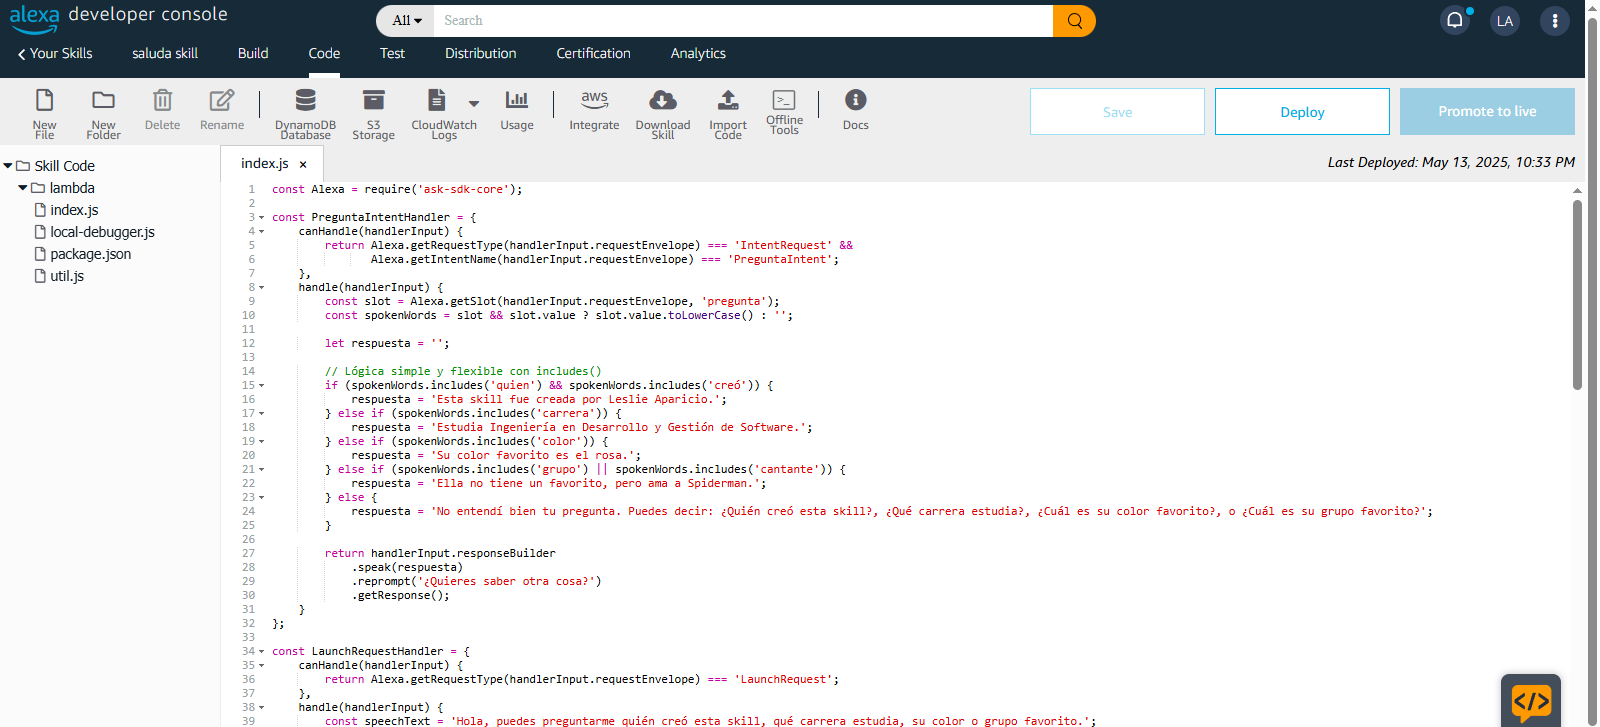 alexa developer console
All
Search
LA
Your Skills
saluda skill
Build
Code
Test
Distribution
Certification
Analytics
New File
New Folder
Delete
Rename
DynamoDB Database
S3 Storage
CloudWatch Logs
Usage
aws
Integrate
Download Skill
Import Code
Offline Tools
Docs
Save
Deploy
Promote to live
Skill Code
lambda
index.js
local-debugger.js
package.json
util.js
index.js ×
Last Deployed: May 13, 2025, 10:33 PM
1 const Alexa = require('ask-sdk-core');
2
3 const PreguntaIntentHandler = {
4 canHandle(handlerInput) {
5 return Alexa.getRequestType(handlerInput.requestEnvelope) === 'IntentRequest' &&
6 Alexa.getIntentName(handlerInput.requestEnvelope) === 'PreguntaIntent';
7 },
8 handle(handlerInput) {
9 const slot = Alexa.getSlot(handlerInput.requestEnvelope, 'pregunta');
10 const spokenWords = slot && slot.value ? slot.value.toLowerCase() : '';
11
12 let respuesta = '';
13
14 // Lógica simple y flexible con includes()
15 if (spokenWords.includes('quien') && spokenWords.includes('creó')) {
16 respuesta = 'Esta skill fue creada por Leslie Aparicio.';
17 } else if (spokenWords.includes('carrera')) {
18 respuesta = 'Estudia Ingeniería en Desarrollo y Gestión de Software.';
19 } else if (spokenWords.includes('color')) {
20 respuesta = 'Su color favorito es el rosa.';
21 } else if (spokenWords.includes('grupo') || spokenWords.includes('cantante')) {
22 respuesta = 'Ella no tiene un favorito, pero ama a Spiderman.';
23 } else {
24 respuesta = 'No entendí bien tu pregunta. Puedes decir: ¿Quién creó esta skill?, ¿Qué carrera estudia?, ¿Cuál es su color favorito?, o ¿Cuál es su grupo favorito?';
25 }
26
27 return handlerInput.responseBuilder
28 .speak(respuesta)
29 .reprompt('¿Quieres saber otra cosa?')
30 .getResponse();
31 }
32 };
33
34 const LaunchRequestHandler = {
35 canHandle(handlerInput) {
36 return Alexa.getRequestType(handlerInput.requestEnvelope) === 'LaunchRequest';
37 },
38 handle(handlerInput) {
39 const speechText = 'Hola, puedes preguntarme quién creó esta skill, qué carrera estudia, su color o grupo favorito.';